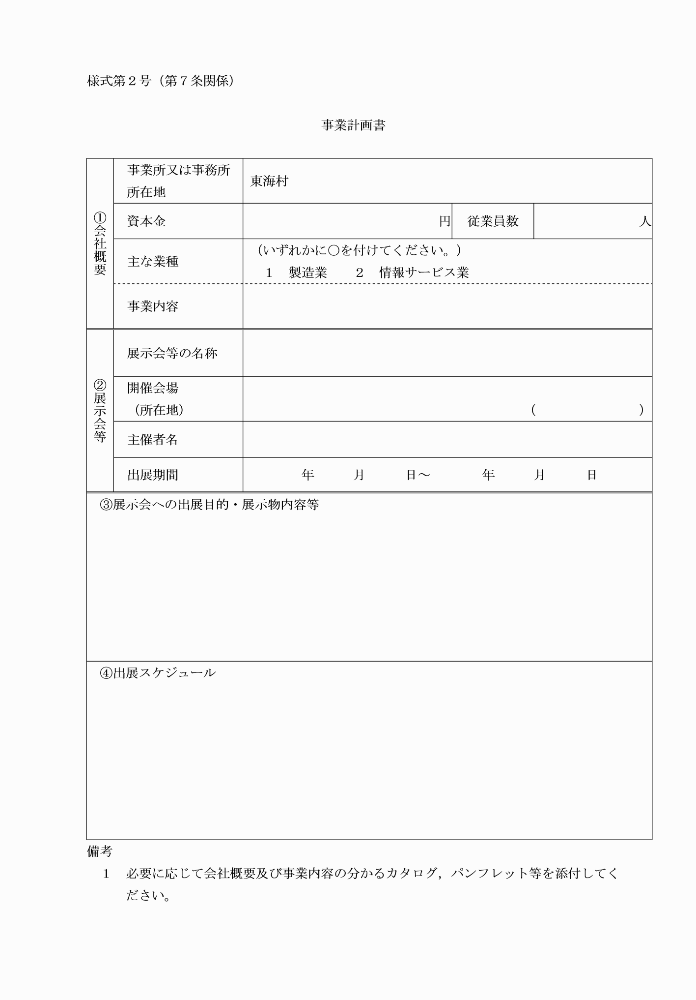 様式第２号（第７条関係）
事業計画書
①会社概要
事業所又は事務所
所在地
東海村
資本金
円
従業員数
人
主な業種
（いずれかに〇を付けてください。）
１　製造業　　２　情報サービス業
事業内容
②展示会等
展示会等の名称
開催会場
（所在地）
（　　　　　　　　）
主催者名
出展期間
年　　　月　　　日～　　　　年　　　月　　　日
③展示会への出展目的・展示物内容等
④出展スケジュール
備考
１　必要に応じて会社概要及び事業内容の分かるカタログ，パンフレット等を添付してく
ださい。